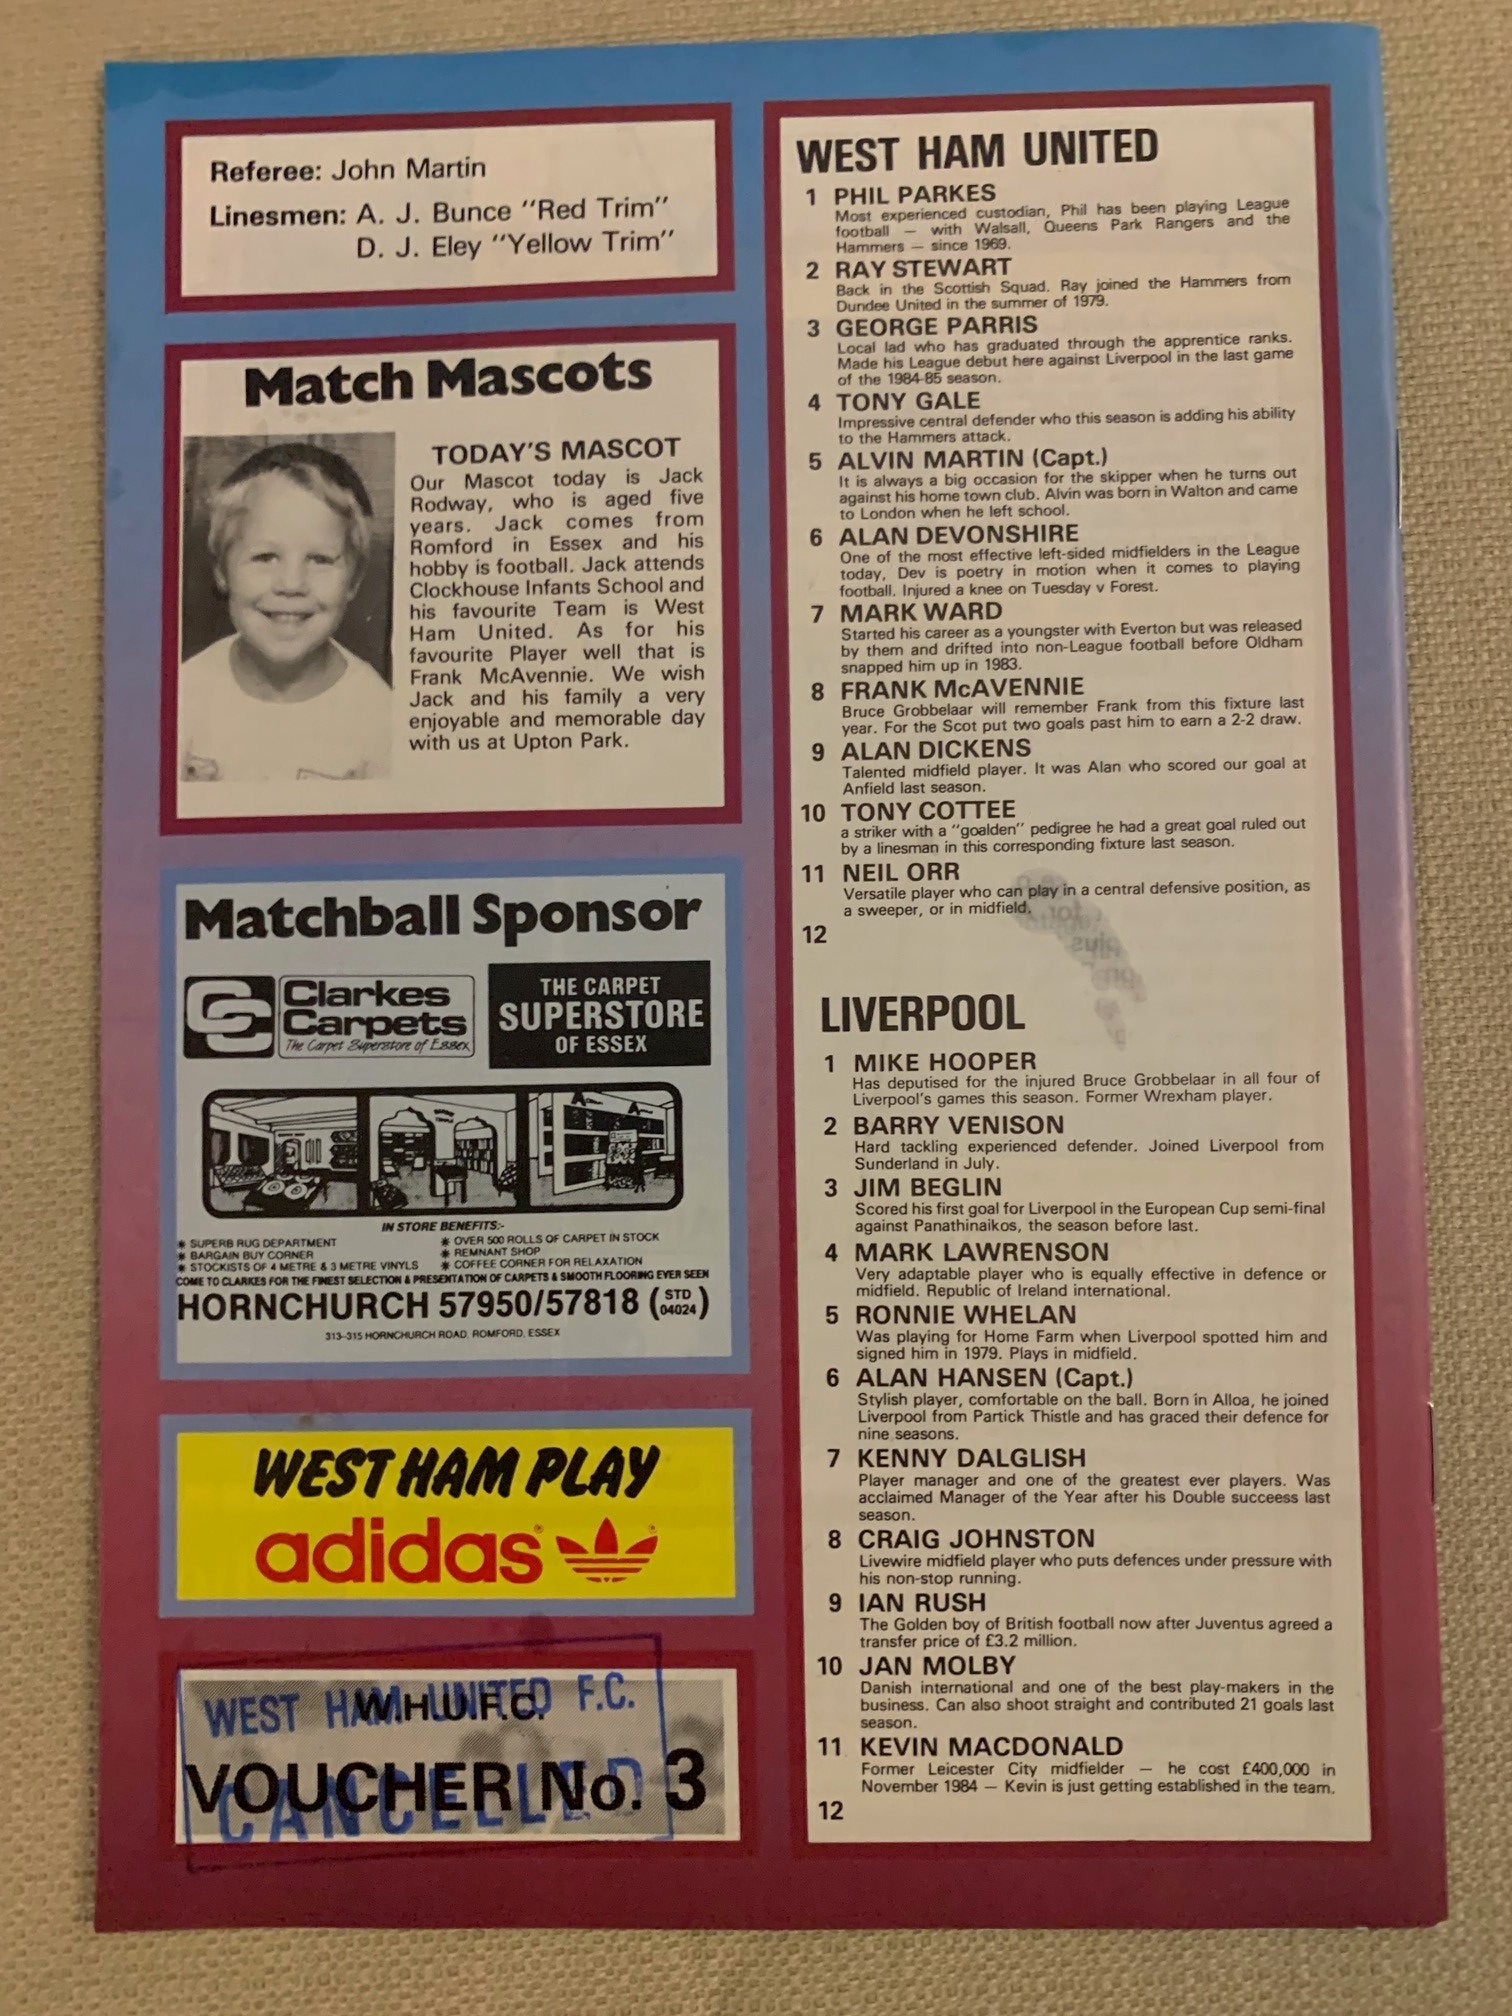 Referee: John Martin
Linesmen: A. J. Bunce "Red Trim"
D. J. Eley "Yellow Trim"
Match Mascots
TODAY'S MASCOT
Our Mascot today is Jack
Rodway, who is aged five
years. Jack comes from
Romford in Essex and his
hobby is football. Jack attends
Clockhouse Infants School and
his favourite Team is West
Ham United. As for his
favourite Player well that is
Frank McAvennie. We wish
Jack and his family a very
enjoyable and memorable day
with us at Upton Park.
Matchball Sponsor
CC
Clarkes
Carpets
The Carpet Superstore of Essex
THE CARPET
SUPERSTORE
OF ESSEX
IN STORE BENEFITS:-
* SUPERB RUG DEPARTMENT
* BARGAIN BUY CORNER
* STOCKISTS OF 4 METRE & 3 METRE VINYLS
* OVER 500 ROLLS OF CARPET IN STOCK
* REMNANT SHOP
* COFFEE CORNER FOR RELAXATION
COME TO CLARKES FOR THE FINEST SELECTION & PRESENTATION OF CARPETS & SMOOTH FLOORING EVER SEEN
HORNCHURCH 57950/57818 (STD 04024)
313-315 HORNCHURCH ROAD, ROMFORD, ESSEX
WEST HAM PLAY
adidas
W.H.U.F.C.
VOUCHER No. 3
WEST HAM UNITED F.C.
CANCELLED
WEST HAM UNITED
1 PHIL PARKES
Most experienced custodian, Phil has been playing League
football — with Walsall, Queens Park Rangers and the
Hammers — since 1969.
2 RAY STEWART
Back in the Scottish Squad. Ray joined the Hammers from
Dundee United in the summer of 1979.
3 GEORGE PARRIS
Local lad who has graduated through the apprentice ranks.
Made his League debut here against Liverpool in the last game
of the 1984-85 season.
4 TONY GALE
Impressive central defender who this season is adding his ability
to the Hammers attack.
5 ALVIN MARTIN (Capt.)
It is always a big occasion for the skipper when he turns out
against his home town club. Alvin was born in Walton and came
to London when he left school.
6 ALAN DEVONSHIRE
One of the most effective left-sided midfielders in the League
today, Dev is poetry in motion when it comes to playing
football. Injured a knee on Tuesday v Forest.
7 MARK WARD
Started his career as a youngster with Everton but was released
by them and drifted into non-League football before Oldham
snapped him up in 1983.
8 FRANK McAVENNIE
Bruce Grobbelaar will remember Frank from this fixture last
year. For the Scot put two goals past him to earn a 2-2 draw.
9 ALAN DICKENS
Talented midfield player. It was Alan who scored our goal at
Anfield last season.
10 TONY COTTEE
a striker with a "goalden" pedigree he had a great goal ruled out
by a linesman in this corresponding fixture last season.
11 NEIL ORR
Versatile player who can play in a central defensive position, as
a sweeper, or in midfield.
12
LIVERPOOL
1 MIKE HOOPER
Has deputised for the injured Bruce Grobbelaar in all four of
Liverpool's games this season. Former Wrexham player.
2 BARRY VENISON
Hard tackling experienced defender. Joined Liverpool from
Sunderland in July.
3 JIM BEGLIN
Scored his first goal for Liverpool in the European Cup semi-final
against Panathinaikos, the season before last.
4 MARK LAWRENSON
Very adaptable player who is equally effective in defence or
midfield. Republic of Ireland international.
5 RONNIE WHELAN
Was playing for Home Farm when Liverpool spotted him and
signed him in 1979. Plays in midfield.
6 ALAN HANSEN (Capt.)
Stylish player, comfortable on the ball. Born in Alloa, he joined
Liverpool from Partick Thistle and has graced their defence for
nine seasons.
7 KENNY DALGLISH
Player manager and one of the greatest ever players. Was
acclaimed Manager of the Year after his Double succeess last
season.
8 CRAIG JOHNSTON
Livewire midfield player who puts defences under pressure with
his non-stop running.
9 IAN RUSH
The Golden boy of British football now after Juventus agreed a
transfer price of £3.2 million.
10 JAN MOLBY
Danish international and one of the best play-makers in the
business. Can also shoot straight and contributed 21 goals last
season.
11 KEVIN MACDONALD
Former Leicester City midfielder — he cost £400,000 in
November 1984 — Kevin is just getting established in the team.
12